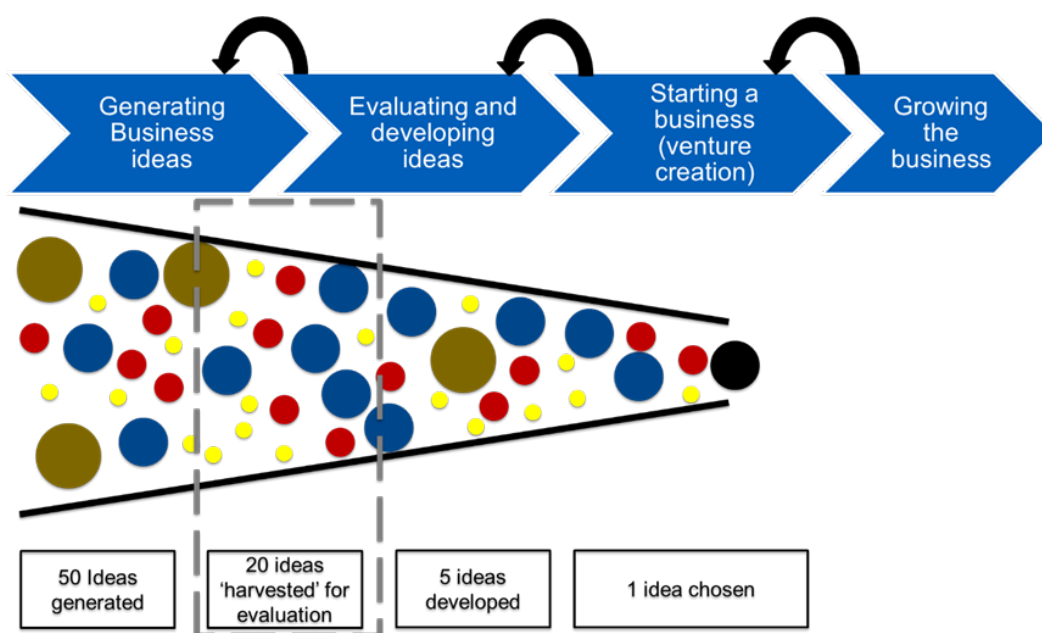 Generating
Business
ideas
Evaluating and
developing
ideas
Starting a
business
(venture
creation)
Growing
the
business
50 Ideas
generated
20 ideas
‘harvested’ for
evaluation
5 ideas
developed
1 idea chosen